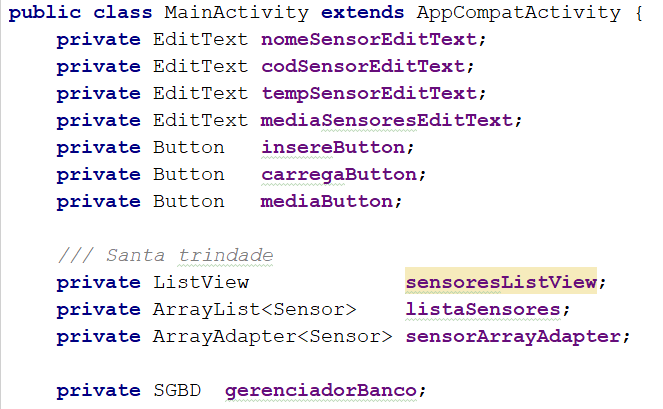 public class MainActivity extends AppCompatActivity {
    private EditText nomeSensorEditText;
    private EditText codSensorEditText;
    private EditText tempSensorEditText;
    private EditText mediaSensoresEditText;
    private Button   insereButton;
    private Button   carregaButton;
    private Button   mediaButton;

    /// Santa trindade
    private ListView             sensoresListView;
    private ArrayList<Sensor>    listaSensores;
    private ArrayAdapter<Sensor> sensorArrayAdapter;

    private SGBD  gerenciadorBanco;